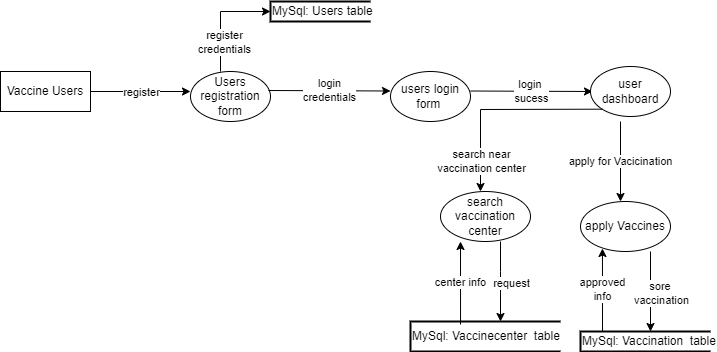 MySql: Users table
register
credentials
Vaccine Users
register
Users
registration
form
login
credentials
users login
form
login
sucess
user
dashboard
search near
vaccination center
apply for Vacicination
search
vaccination
center
apply Vaccines
center info
request
approved
info
sore
vaccination
MySql: Vaccinecenter  table
MySql: Vaccination  table